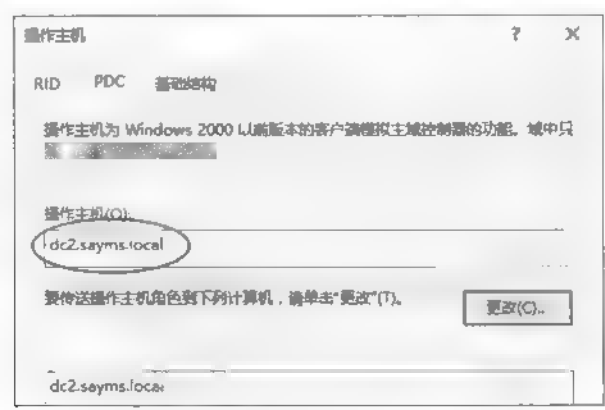 操作主机
? X
RID PDC 基础结构
操作主机为 Windows 2000 以前版本的客户端模拟主域控制器的功能。域中只
操作主机(O):
dc2.sayms.local
要传送操作主机角色到下列计算机，请单击"更改"(T)。
更改(C)...
dc2.sayms.local